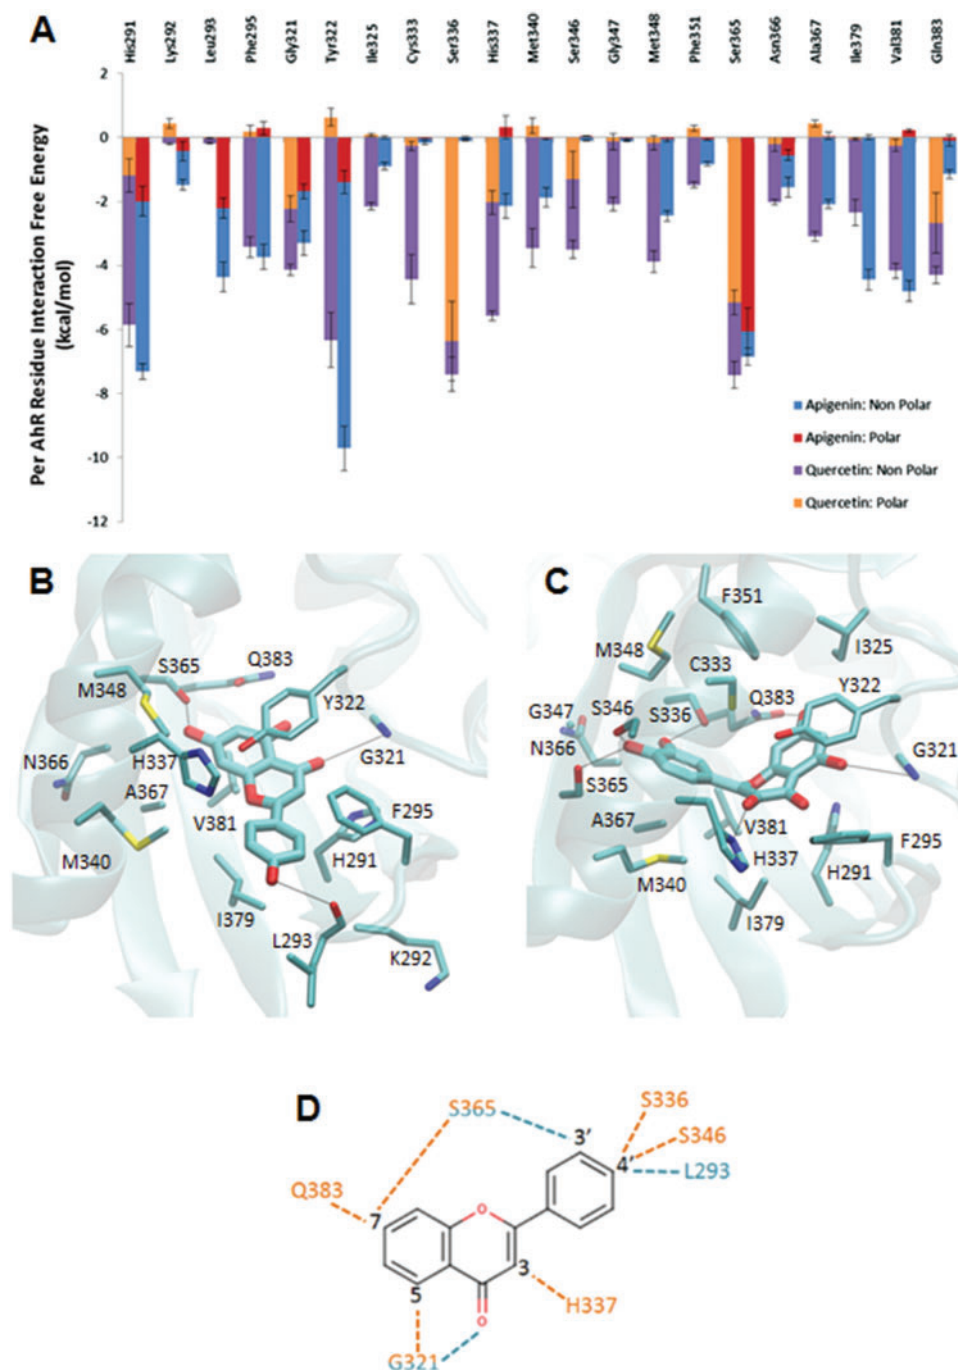 A
His291
Lys292
Leu293
Phe295
Gly321
Tyr322
Ile325
Cys333
Ser336
His337
Met340
Ser346
Gly347
Met348
Phe351
Ser365
Asn366
Ala367
Ile379
Val381
Gln383
Per AhR Residue Interaction Free Energy
(kcal/mol)
2
0
-2
-4
-6
-8
-10
-12
Apigenin: Non Polar
Apigenin: Polar
Quercetin: Non Polar
Quercetin: Polar
B
S365
Q383
M348
Y322
N366
H337
G321
A367
V381
F295
M340
H291
I379
L293
K292
C
F351
M348
I325
C333
S346
Q383
Y322
G347
S336
N366
G321
S365
A367
V381
F295
H337
H291
M340
I379
D
S336
S365
3’
S346
4’
L293
Q383
7
O
3
5
H337
O
G321